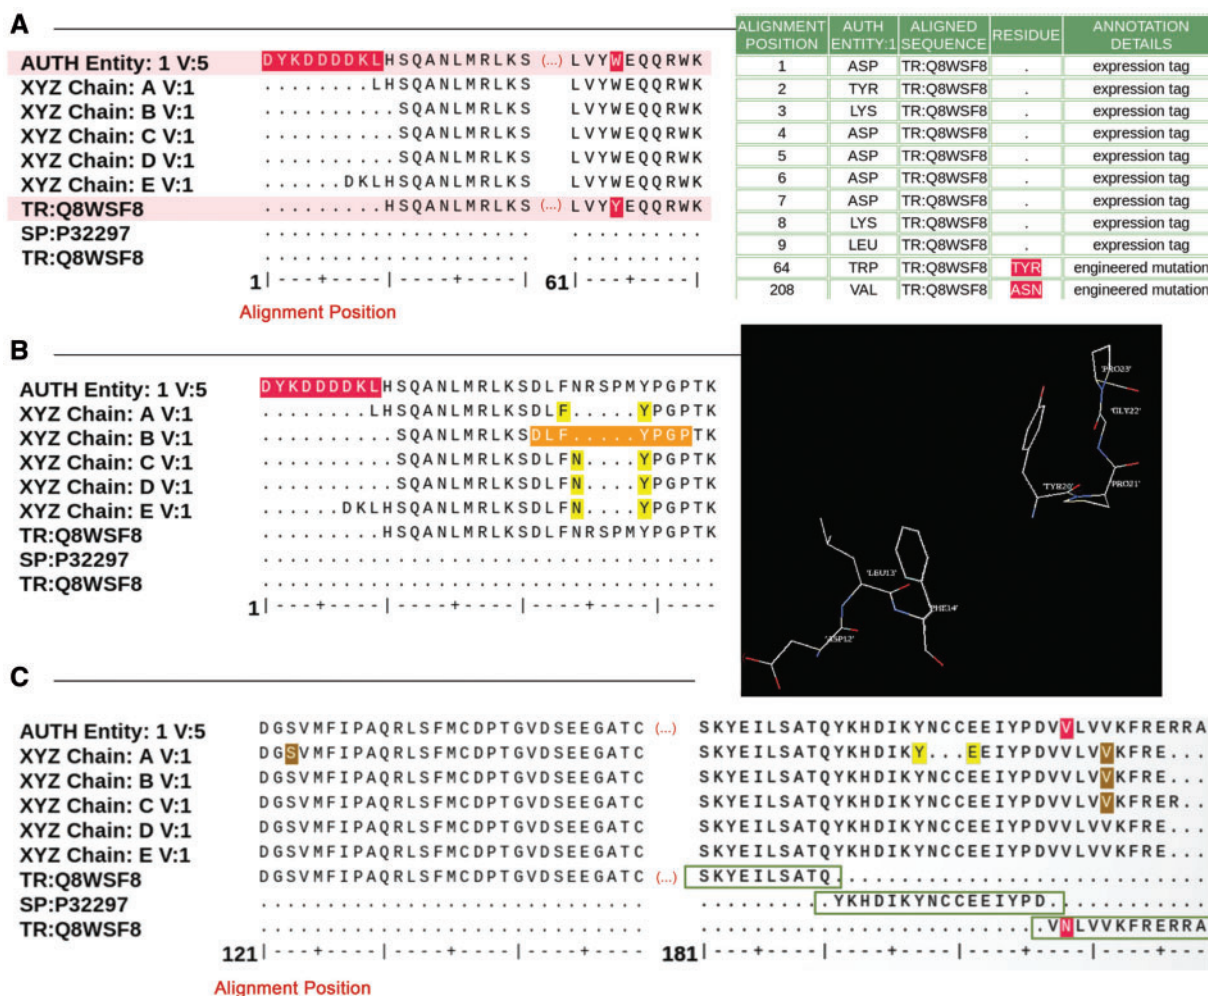 A
AUTH Entity: 1 V:5 DYKDDDDKLHSQANLMRLKS (...) LVYWEQQRWK
XYZ Chain: A V:1 ........LHSQANLMRLKS LVYWEQQRWK
XYZ Chain: B V:1 ..........SQANLMRLKS LVYWEQQRWK
XYZ Chain: C V:1 ..........SQANLMRLKS LVYWEQQRWK
XYZ Chain: D V:1 ..........SQANLMRLKS LVYWEQQRWK
XYZ Chain: E V:1 ......DKLHSQANLMRLKS LVYWEQQRWK
TR:Q8WSF8 .........HSQANLMRLKS (...) LVYYEQQRWK
SP:P32297 .................... ..........
TR:Q8WSF8 .................... ..........
1|---+----|----+----| 61|---+----|
Alignment Position
ALIGNMENT POSITION AUTH ENTITY:1 ALIGNED SEQUENCE RESIDUE ANNOTATION DETAILS
1 ASP TR:Q8WSF8 . expression tag
2 TYR TR:Q8WSF8 . expression tag
3 LYS TR:Q8WSF8 . expression tag
4 ASP TR:Q8WSF8 . expression tag
5 ASP TR:Q8WSF8 . expression tag
6 ASP TR:Q8WSF8 . expression tag
7 ASP TR:Q8WSF8 . expression tag
8 LYS TR:Q8WSF8 . expression tag
9 LEU TR:Q8WSF8 . expression tag
64 TRP TR:Q8WSF8 TYR engineered mutation
208 VAL TR:Q8WSF8 ASN engineered mutation
B
AUTH Entity: 1 V:5 DYKDDDDKLHSQANLMRLKSDLFNRSPMYPGPTK
XYZ Chain: A V:1 ........LHSQANLMRLKSDLF.....YPGPTK
XYZ Chain: B V:1 ..........SQANLMRLKSDLF.....YPGPTK
XYZ Chain: C V:1 ..........SQANLMRLKSDLFN....YPGPTK
XYZ Chain: D V:1 ..........SQANLMRLKSDLFN....YPGPTK
XYZ Chain: E V:1 ......DKLHSQANLMRLKSDLFN....YPGPTK
TR:Q8WSF8 .........HSQANLMRLKSDLFNRSPMYPGPTK
SP:P32297 ..................................
TR:Q8WSF8 ..................................
1|---+----|----+----|----+----|----
'PRO23'
'GLY22'
'TYR20'
'PRO21'
'LEU13'
'PHE14'
'ASP12'
C
AUTH Entity: 1 V:5 DGSVMFIPAQRLSFMCDPTGVDSEEGATC (...) SKYEILSATQYKHDIKYNCCEEIYPDVVLVVKFRERRA
XYZ Chain: A V:1 DGSVMFIPAQRLSFMCDPTGVDSEEGATC SKYEILSATQYKHDIKY...EEIYPDVVLVVKFRE...
XYZ Chain: B V:1 DGSVMFIPAQRLSFMCDPTGVDSEEGATC SKYEILSATQYKHDIKYNCCEEIYPDVVLVVKFRE...
XYZ Chain: C V:1 DGSVMFIPAQRLSFMCDPTGVDSEEGATC SKYEILSATQYKHDIKYNCCEEIYPDVVLVVKFRER..
XYZ Chain: D V:1 DGSVMFIPAQRLSFMCDPTGVDSEEGATC SKYEILSATQYKHDIKYNCCEEIYPDVVLVVKFRE...
XYZ Chain: E V:1 DGSVMFIPAQRLSFMCDPTGVDSEEGATC SKYEILSATQYKHDIKYNCCEEIYPDVVLVVKFRE...
TR:Q8WSF8 DGSVMFIPAQRLSFMCDPTGVDSEEGATC (...) SKYEILSATQ............................
SP:P32297 ............................. ..........YKHDIKYNCCEEIYPD............
TR:Q8WSF8 ............................. ..........................VNLVVKFRERRA
121|---+----|----+----|----+---- 181|---+----|----+----|----+----|----+---
Alignment Position